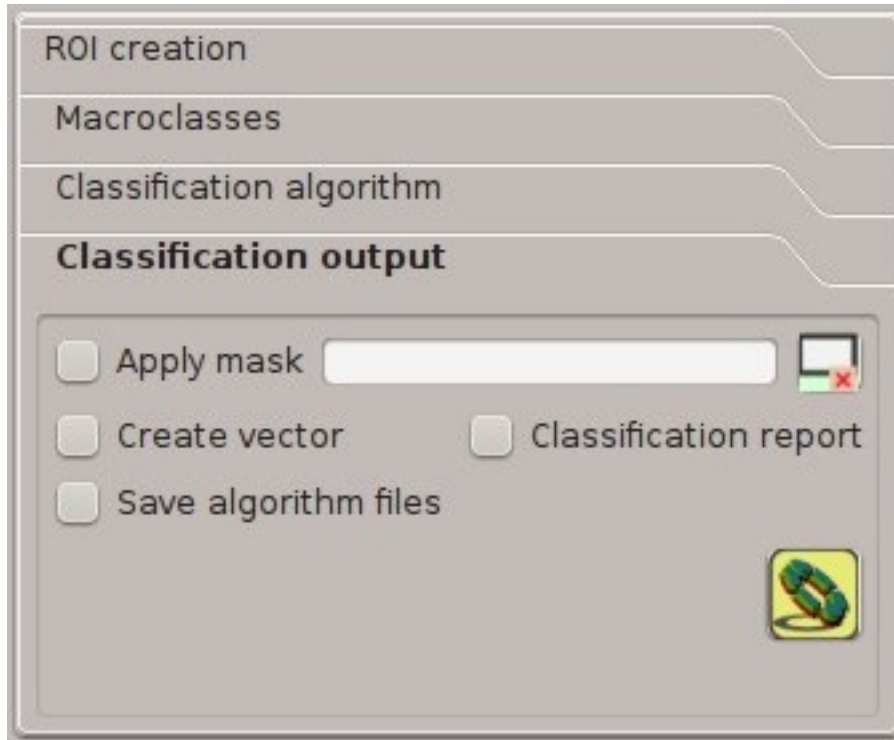 ROI creation
Macroclasses
Classification algorithm
Classification output
Apply mask
Create vector Classification report
Save algorithm files